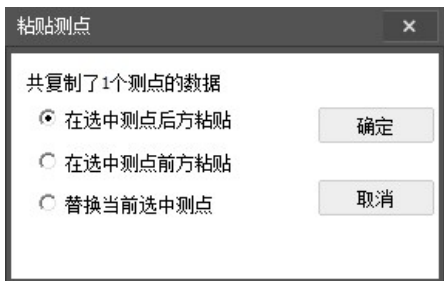 粘贴测点
×
共复制了1个测点的数据
在选中测点后方粘贴
确定
在选中测点前方粘贴
替换当前选中测点
取消